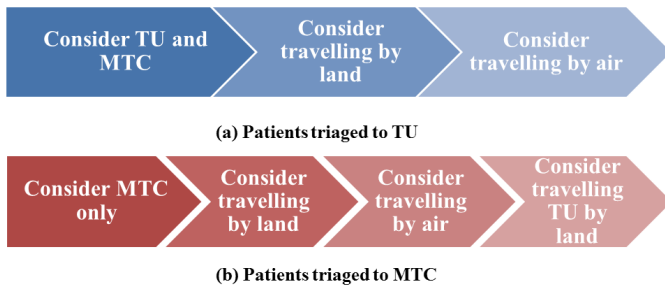 Consider TU and
MTC
Consider
travelling by
land
Consider
travelling by air
(a) Patients triaged to TU
Consider MTC
only
Consider
travelling
by land
Consider
travelling
by air
Consider
travelling
TU by
land
(b) Patients triaged to MTC